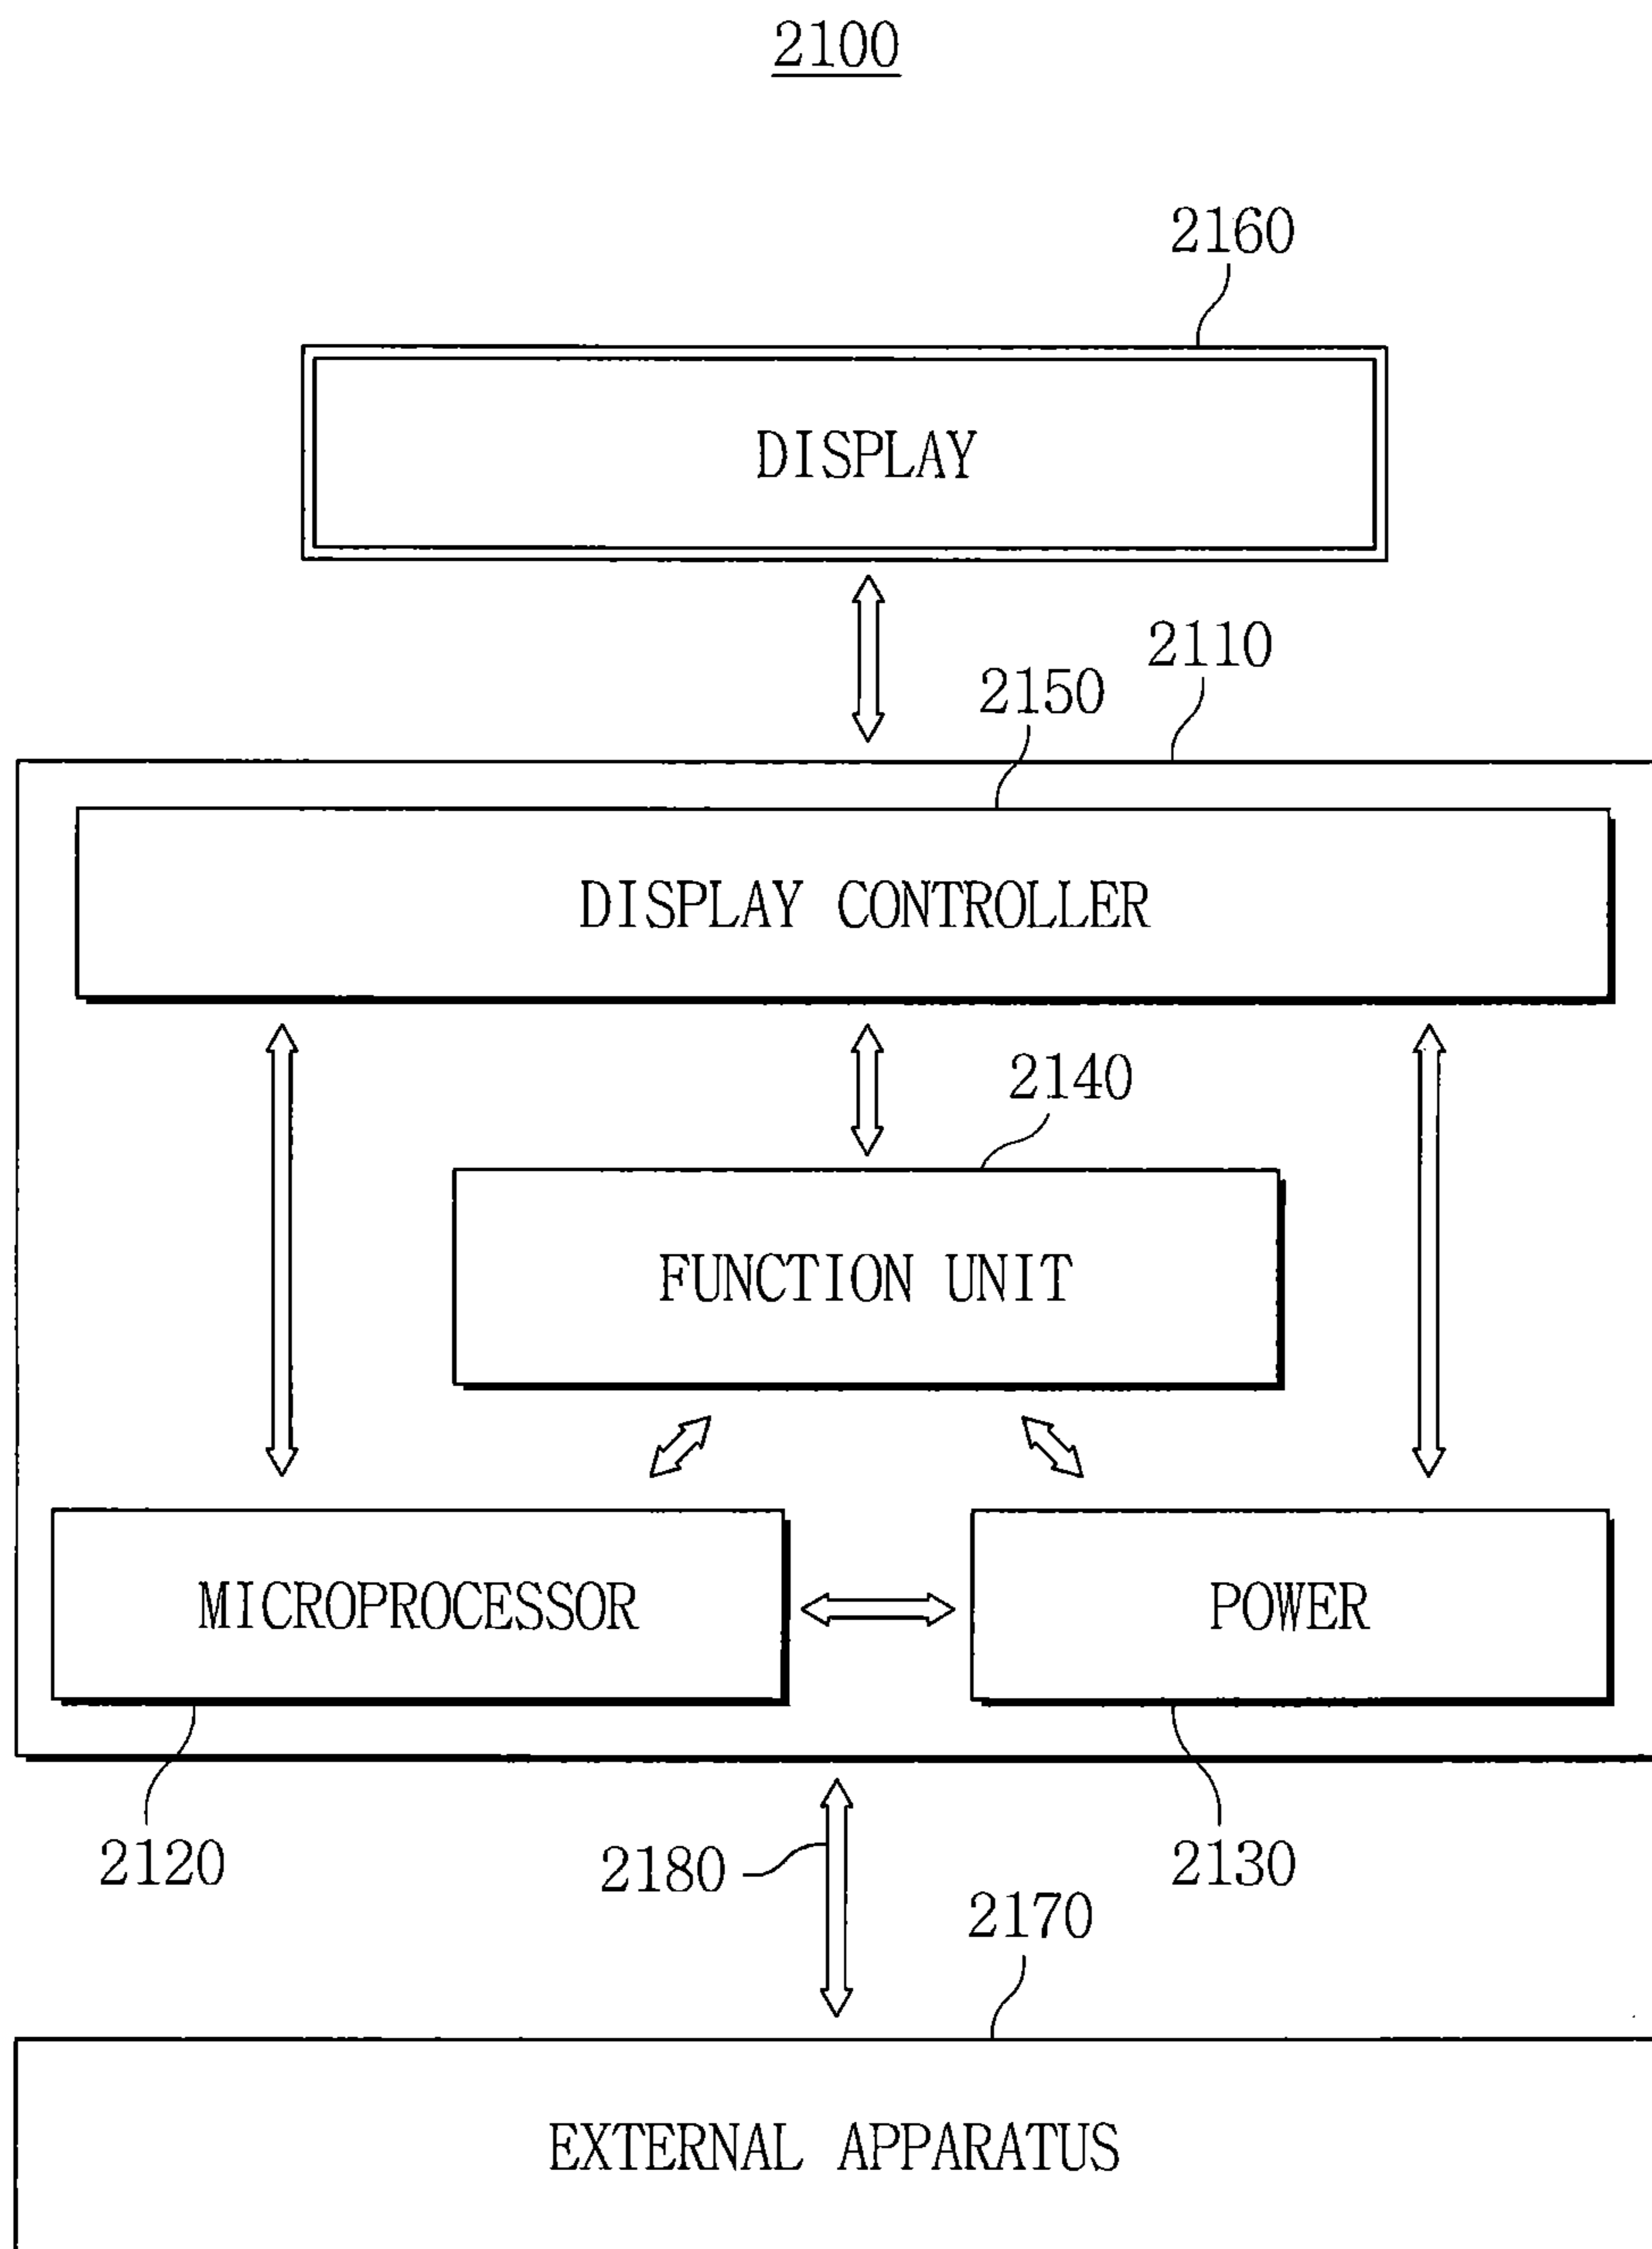 2100
2160
DISPLAY
2110
2150
DISPLAY CONTROLLER
2140
FUNCTION UNIT
MICROPROCESSOR
POWER
2120
2180
2130
2170
EXTERNAL APPARATUS